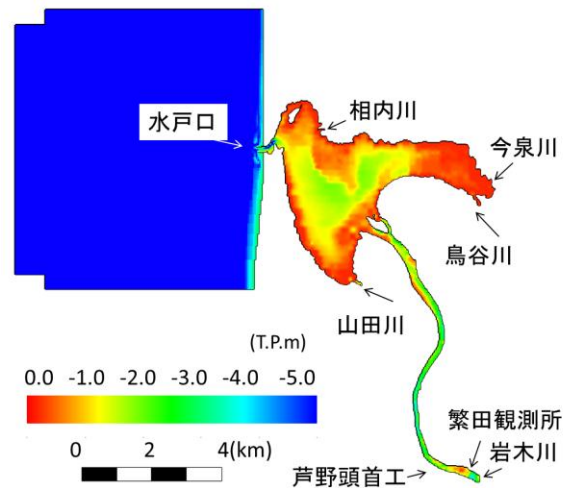 水戸口
相内川
今泉川
鳥谷川
山田川
(T.P.m)
0.0 -1.0 -2.0 -3.0 -4.0 -5.0
0 2 4(km)
繁田観測所
岩木川
芦野頭首工